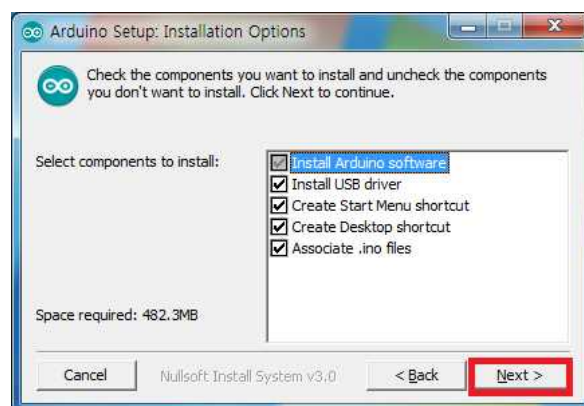 Arduino Setup: Installation Options
Check the components you want to install and uncheck the components
you don't want to install. Click Next to continue.
Select components to install:
Install Arduino software
Install USB driver
Create Start Menu shortcut
Create Desktop shortcut
Associate .ino files
Space required: 482.3MB
Cancel
Nullsoft Install System v3.0
< Back
Next >